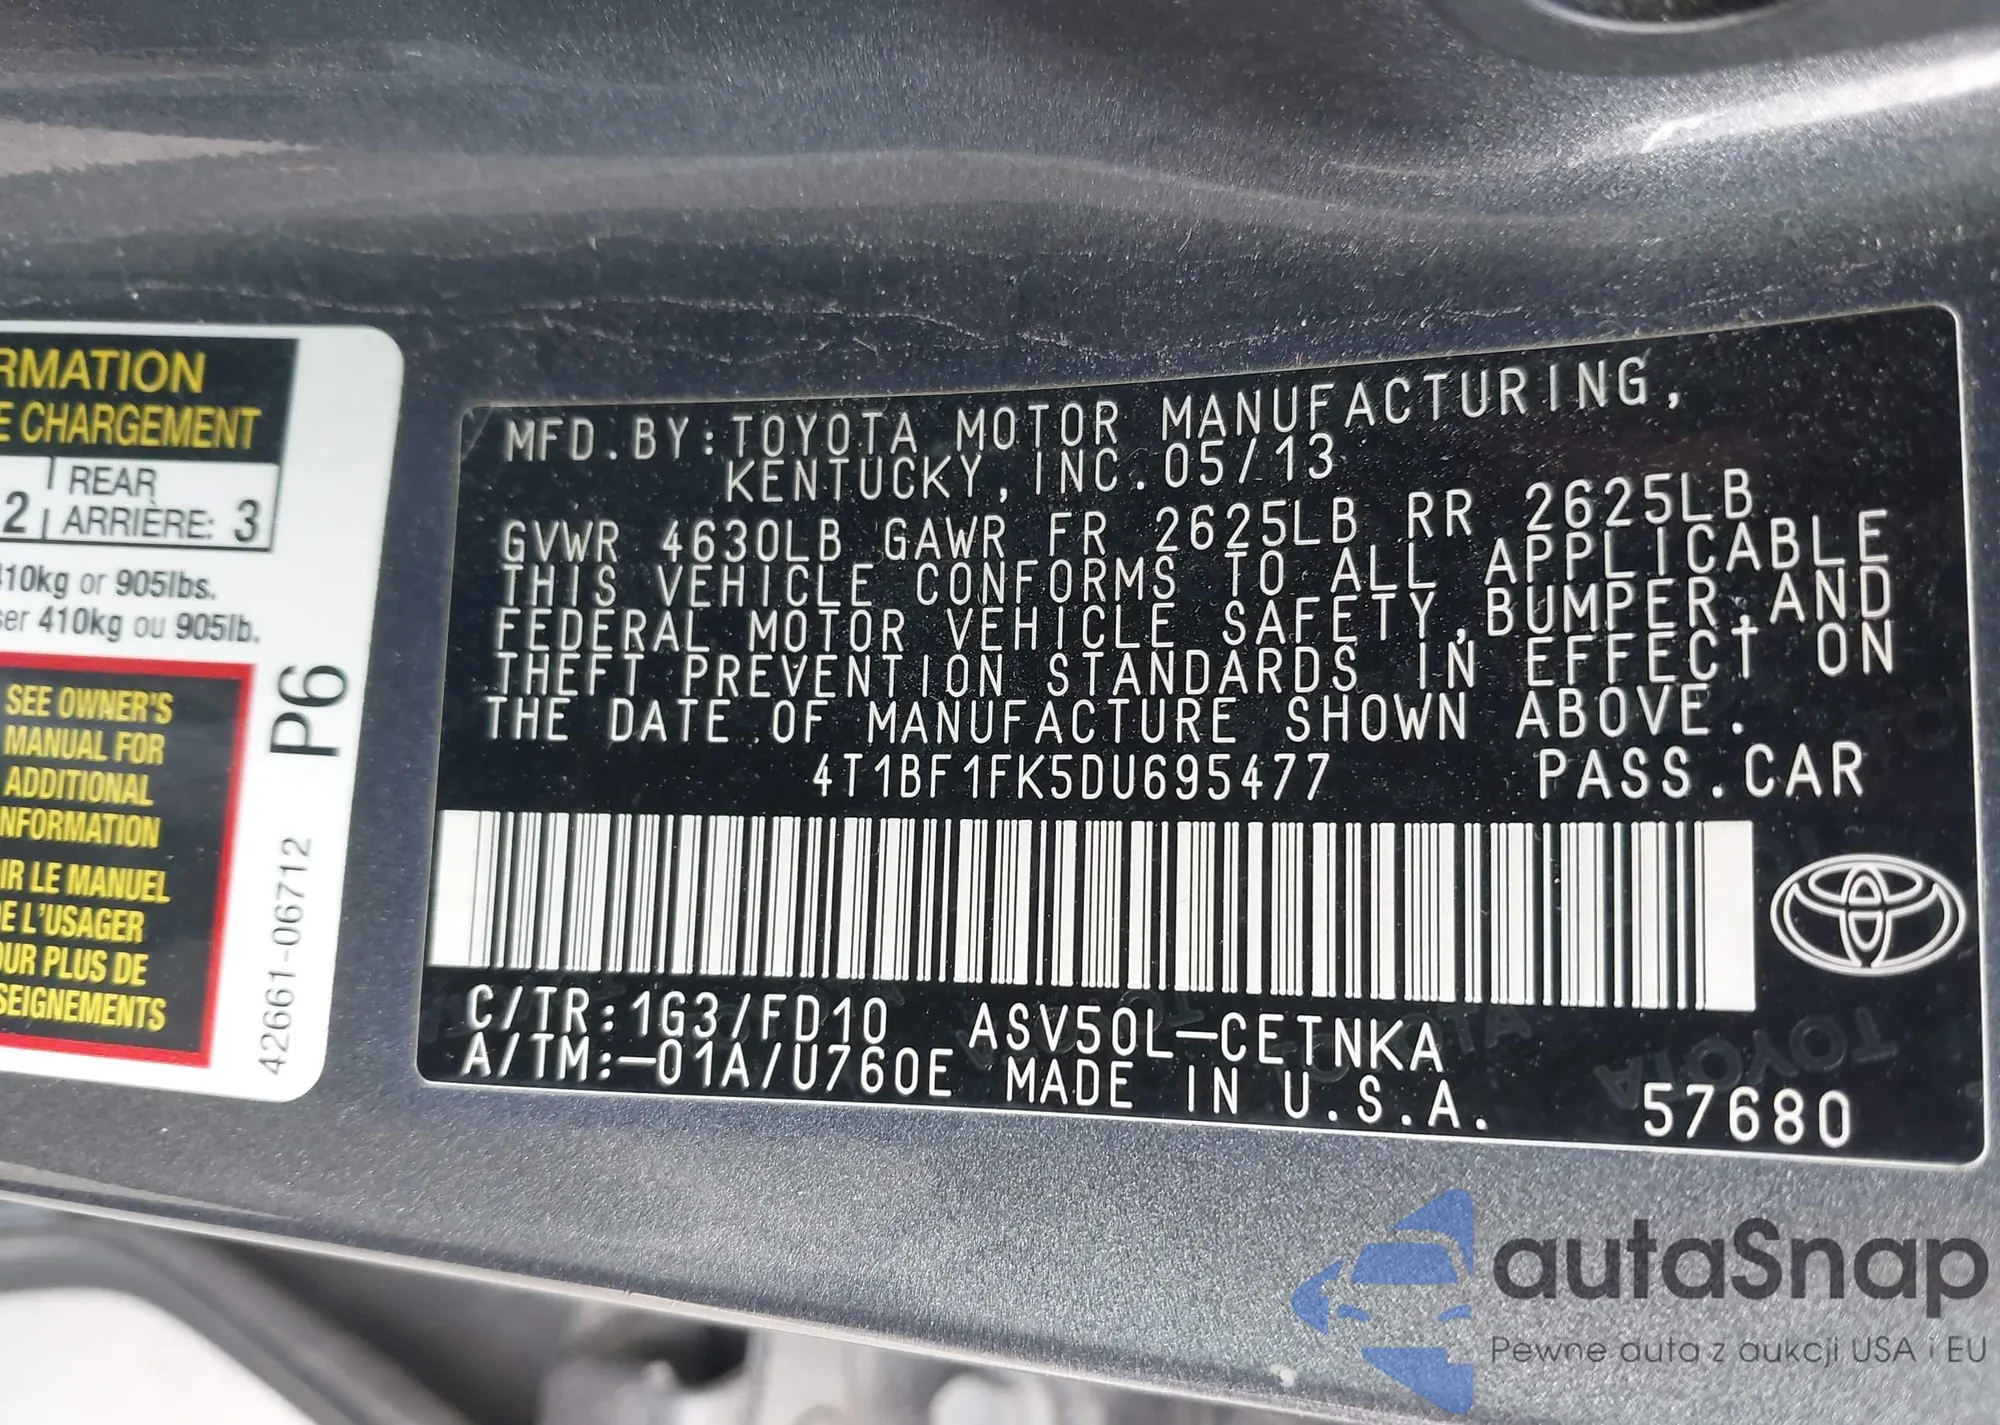 RMATION
E CHARGEMENT
2 REAR
ARRIÈRE: 3
10kg or 905lbs.
ser 410kg ou 905lb.
SEE OWNER'S
MANUAL FOR
ADDITIONAL
NFORMATION
IR LE MANUEL
E L'USAGER
UR PLUS DE
SEIGNEMENTS
P6
42661-06712
MFD.BY:TOYOTA MOTOR MANUFACTURING,
KENTUCKY, INC. 05/13
GVWR 4630LB GAWR FR 2625LB RR 2625LB
THIS VEHICLE CONFORMS TO ALL APPLICABLE
FEDERAL MOTOR VEHICLE SAFETY,BUMPER,AND
THEFT PREVENTION STANDARDS IN EFFECT ON
THE DATE OF MANUFACTURE SHOWN ABOVE.
4T1BF1FK5DU695477 PASS.CAR
C/TR:1G3/FD10 ASV50L-CETNKA
A/TM:-01A/U760E MADE IN U.S.A. 57680
autaSnap
Pewne auta z aukcji USA i EU